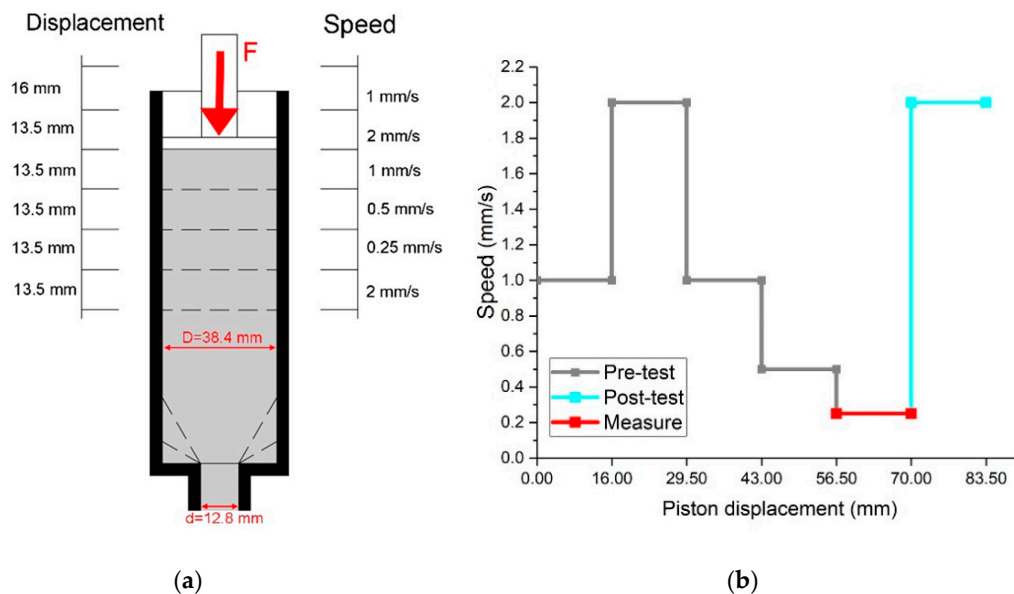 Displacement
Speed
F
16 mm
13.5 mm
13.5 mm
13.5 mm
13.5 mm
13.5 mm
1 mm/s
2 mm/s
1 mm/s
0.5 mm/s
0.25 mm/s
2 mm/s
D=38.4 mm
d=12.8 mm
(a)
Speed (mm/s)
2.2
2.0
1.8
1.6
1.4
1.2
1.0
0.8
0.6
0.4
0.2
0.0
Pre-test
Post-test
Measure
0.00 16.00 29.50 43.00 56.50 70.00 83.50
Piston displacement (mm)
(b)